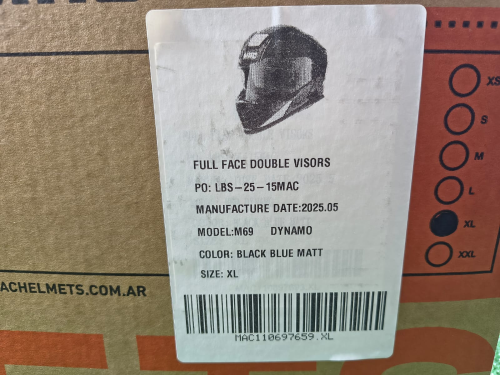 FULL FACE DOUBLE VISORS
PO: LBS-25-15MAC
MANUFACTURE DATE:2025.05
MODEL:M69 DYNAMO
COLOR: BLACK BLUE MATT
SIZE: XL
MAC110697659.XL
XS
S
M
L
XL
XXL
ACHELMETS.COM.AR